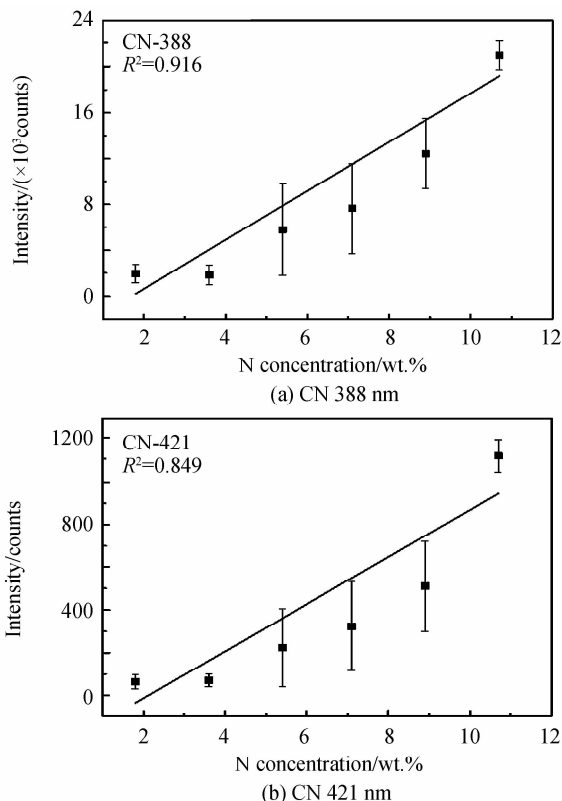 24
16
8
0
Intensity/(×10³counts)
CN-388
R²=0.916
2 4 6 8 10 12
N concentration/wt.%
(a) CN 388 nm
1200
800
400
0
Intensity/counts
CN-421
R²=0.849
2 4 6 8 10 12
N concentration/wt.%
(b) CN 421 nm